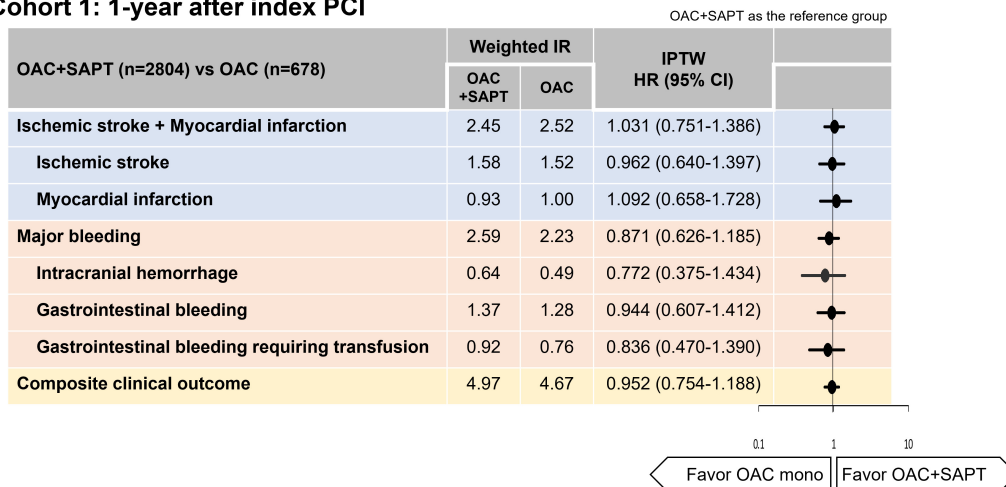 Cohort 1: 1-year after index PCI
OAC+SAPT as the reference group
OAC+SAPT (n=2804) vs OAC (n=678)
Weighted IR
IPTW
HR (95% CI)
OAC
+SAPT
OAC
Ischemic stroke + Myocardial infarction 2.45 2.52 1.031 (0.751-1.386)
Ischemic stroke 1.58 1.52 0.962 (0.640-1.397)
Myocardial infarction 0.93 1.00 1.092 (0.658-1.728)
Major bleeding 2.59 2.23 0.871 (0.626-1.185)
Intracranial hemorrhage 0.64 0.49 0.772 (0.375-1.434)
Gastrointestinal bleeding 1.37 1.28 0.944 (0.607-1.412)
Gastrointestinal bleeding requiring transfusion 0.92 0.76 0.836 (0.470-1.390)
Composite clinical outcome 4.97 4.67 0.952 (0.754-1.188)
0.1 1 10
Favor OAC mono Favor OAC+SAPT